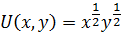 U(x,y) = x^{1/2}y^{1/2}